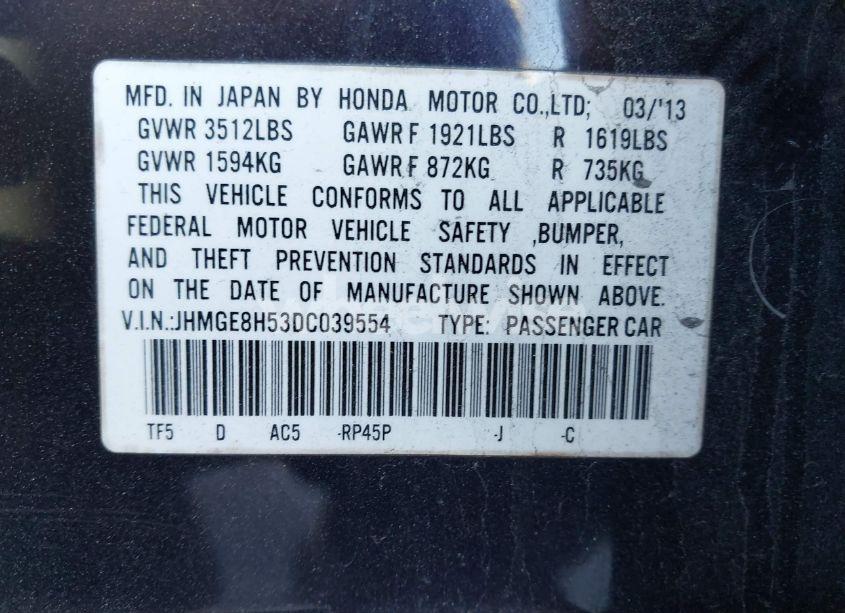 MFD. IN JAPAN BY HONDA MOTOR CO.,LTD; 03/'13
GVWR 3512LBS GAWR F 1921LBS R 1619LBS
GVWR 1594KG GAWR F 872KG R 735KG
THIS VEHICLE CONFORMS TO ALL APPLICABLE
FEDERAL MOTOR VEHICLE SAFETY ,BUMPER,
AND THEFT PREVENTION STANDARDS IN EFFECT
ON THE DATE OF MANUFACTURE SHOWN ABOVE.
V.I.N.:JHMGE8H53DC039554 TYPE: PASSENGER CAR
TF5 D AC5 -RP45P -J -C